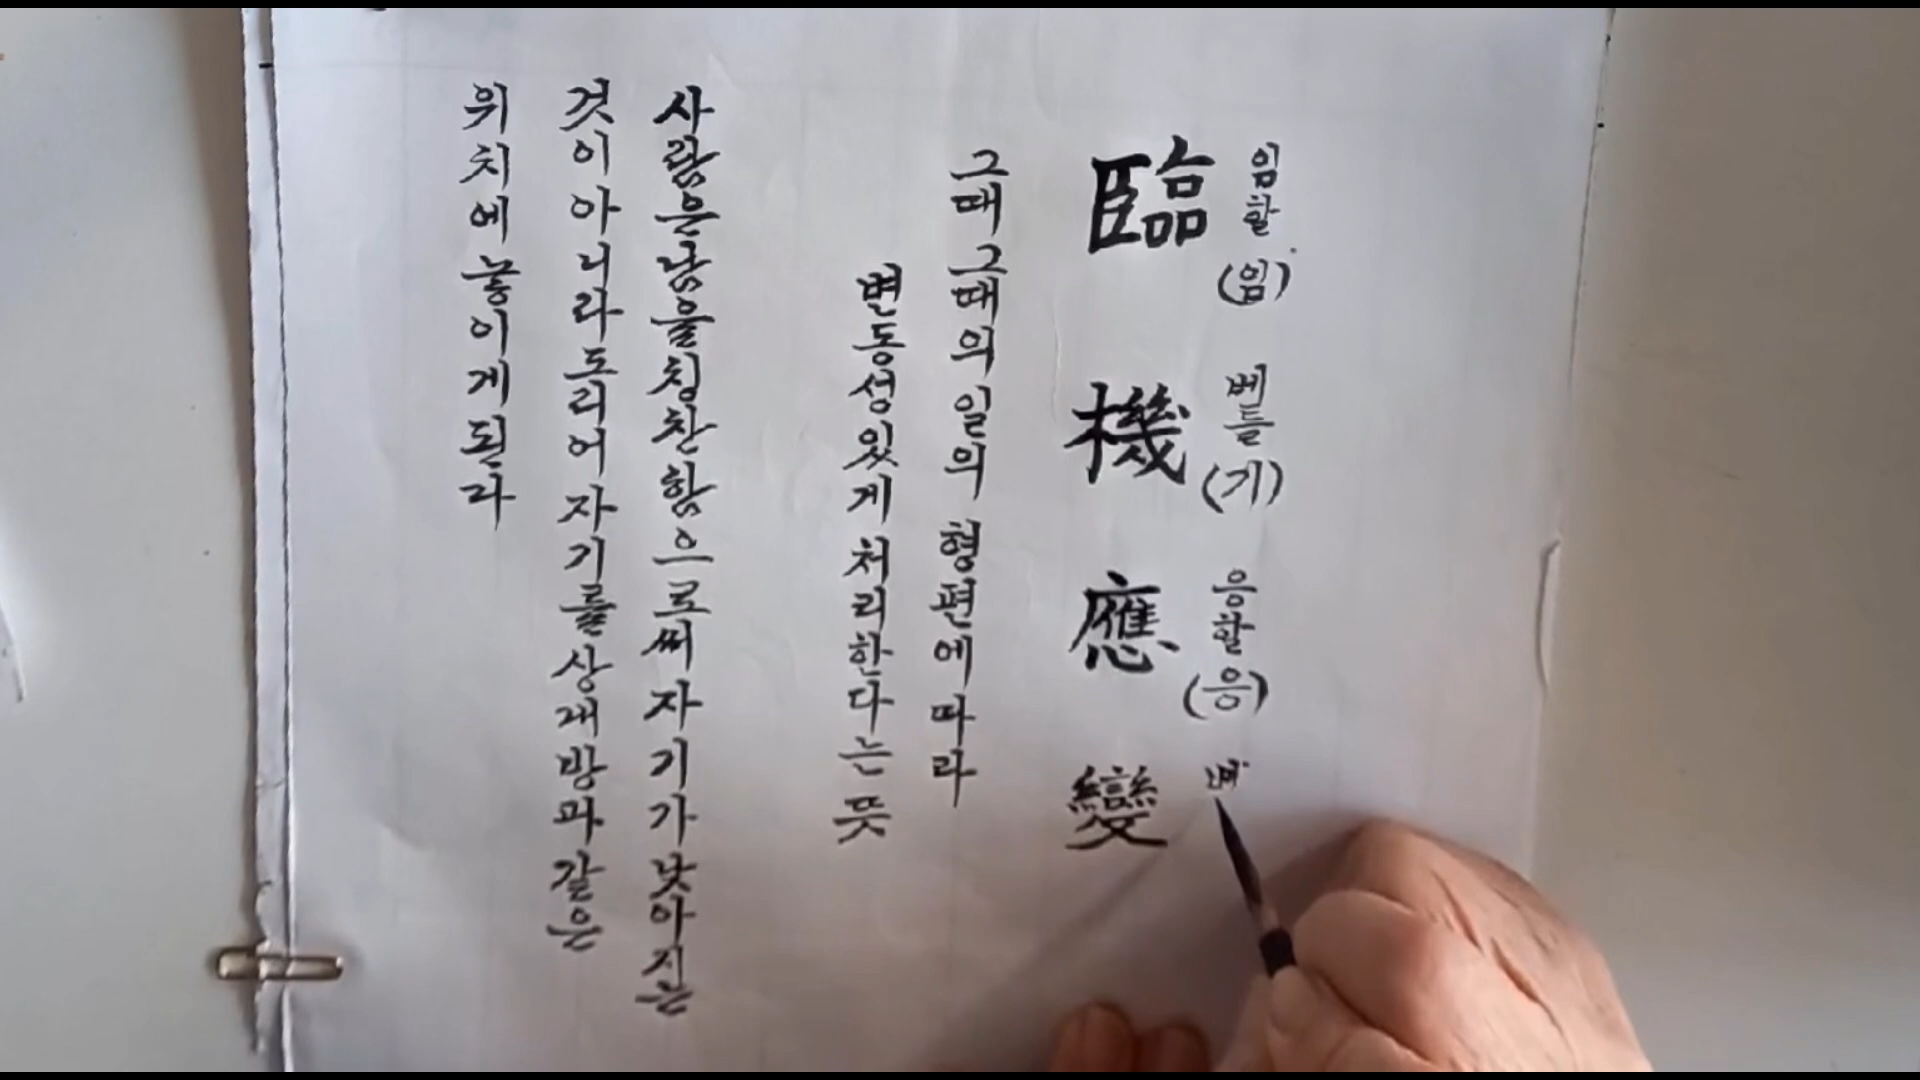 임할 (임) 베틀 (기) 응할 (응)
臨機應變
그때그때의 일의 형편에 따라
변동성있게 처리한다는 뜻
사람은남을칭찬함으로써 자기가낮아지는
것이아니라도리어자기를상대방과같은
위치에놓이게된라